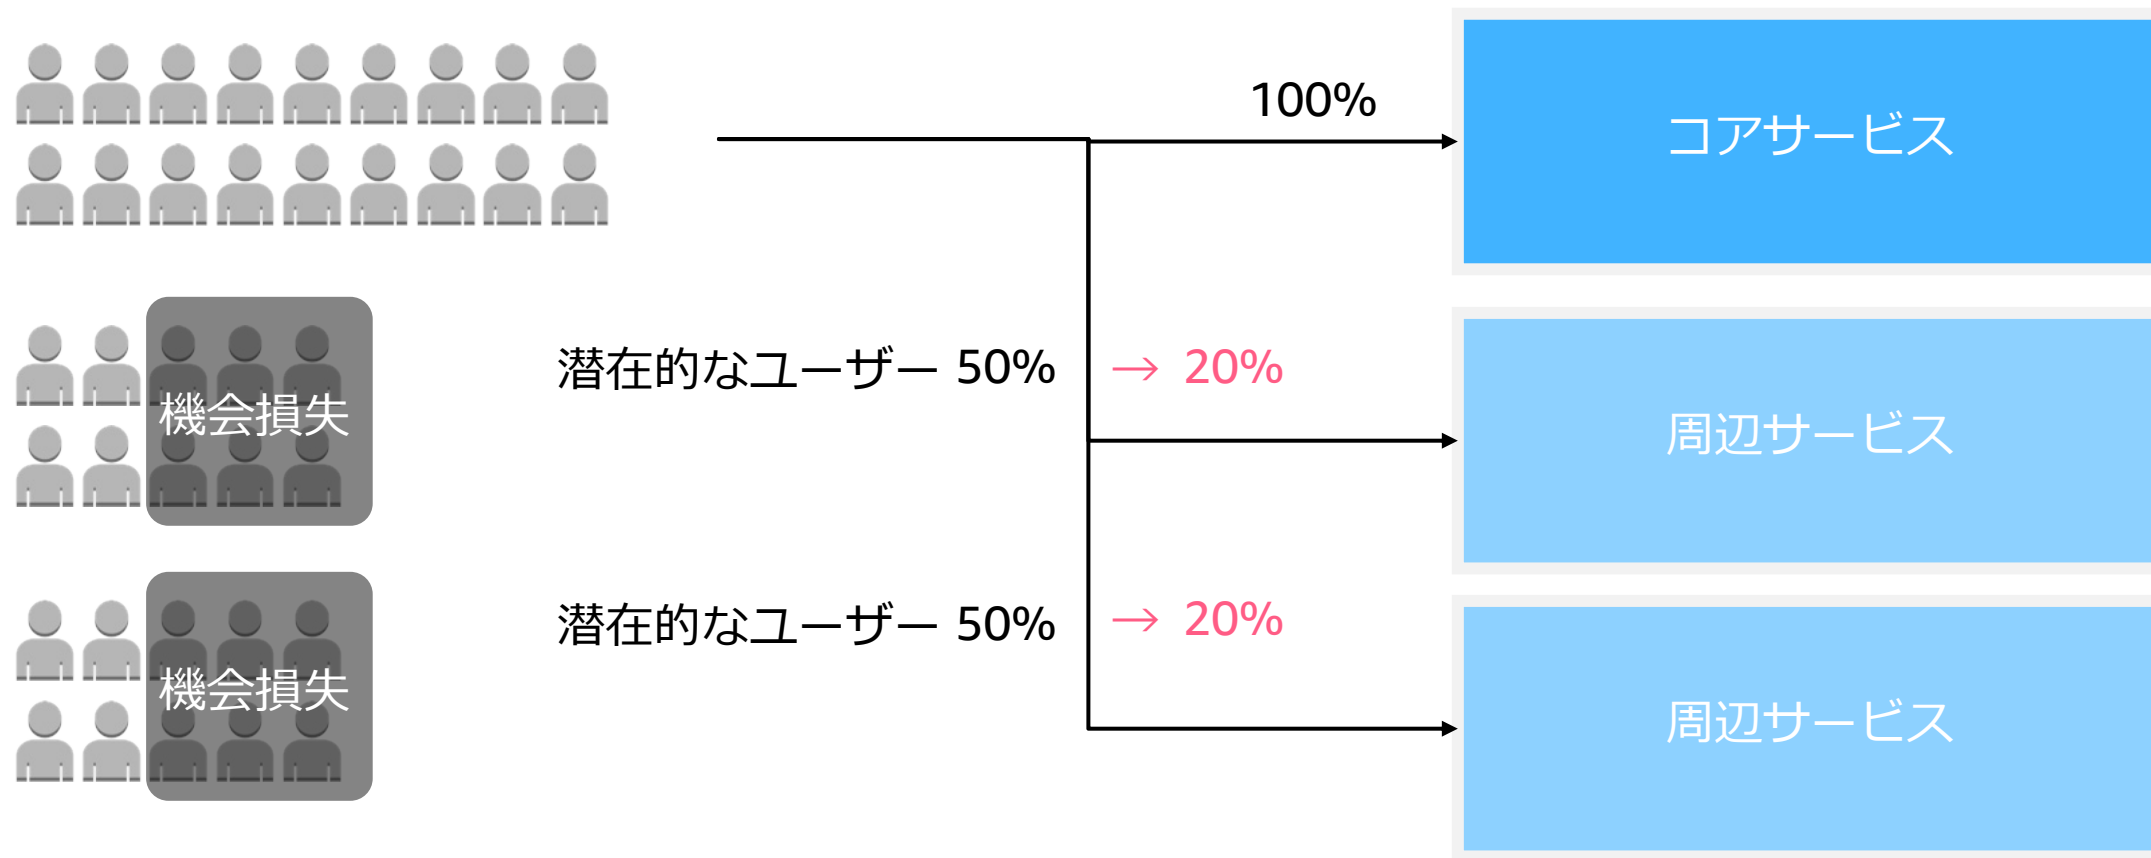 100%
コアサービス
潜在的なユーザー 50%
→ 20%
機会損失
周辺サービス
潜在的なユーザー 50%
→ 20%
機会損失
周辺サービス